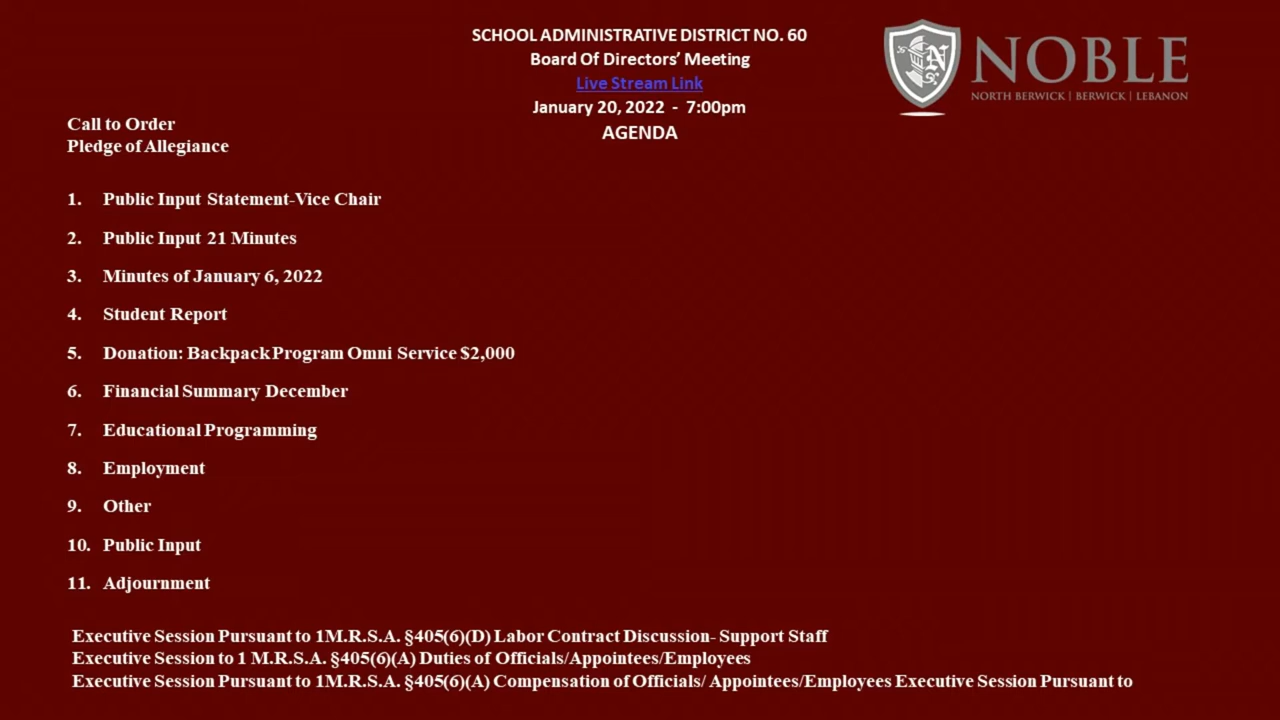 SCHOOL ADMINISTRATIVE DISTRICT NO. 60
Board Of Directors' Meeting
Live Stream Link
January 20, 2022 - 7:00pm
AGENDA
NOBLE
NORTH BERWICK | BERWICK | LEBANON
Call to Order
Pledge of Allegiance
1. Public Input Statement-Vice Chair
2. Public Input 21 Minutes
3. Minutes of January 6, 2022
4. Student Report
5. Donation: Backpack Program Omni Service $2,000
6. Financial Summary December
7. Educational Programming
8. Employment
9. Other
10. Public Input
11. Adjournment
Executive Session Pursuant to 1M.R.S.A. §405(6)(D) Labor Contract Discussion- Support Staff
Executive Session to 1 M.R.S.A. §405(6)(A) Duties of Officials/Appointees/Employees
Executive Session Pursuant to 1M.R.S.A. §405(6)(A) Compensation of Officials/ Appointees/Employees Executive Session Pursuant to